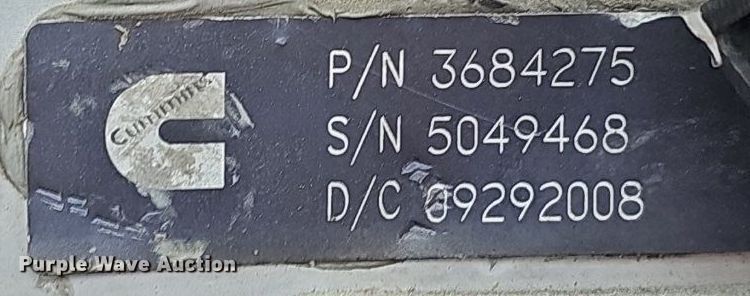 Cummins
P/N 3684275
S/N 5049468
D/C 09292008
Purple Wave Auction